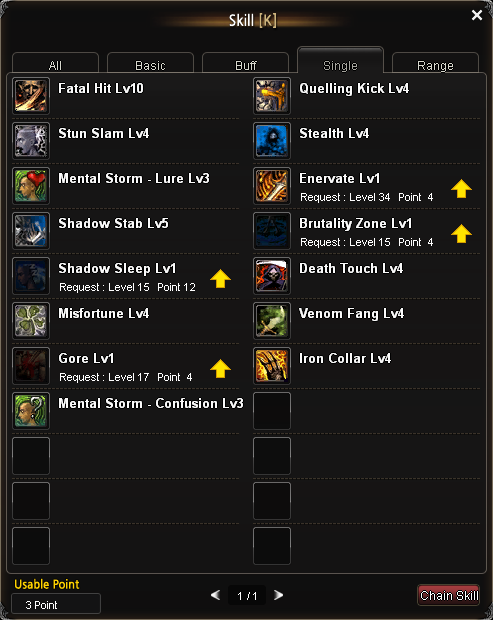 Skill [K]
All Basic Buff Single Range
Fatal Hit Lv10
Quelling Kick Lv4
Stun Slam Lv4
Stealth Lv4
Mental Storm - Lure Lv3
Enervate Lv1
Request : Level 34 Point 4
Shadow Stab Lv5
Brutality Zone Lv1
Request : Level 15 Point 4
Shadow Sleep Lv1
Request : Level 15 Point 12
Death Touch Lv4
Misfortune Lv4
Venom Fang Lv4
Gore Lv1
Request : Level 17 Point 4
Iron Collar Lv4
Mental Storm - Confusion Lv3
Usable Point
3 Point
1 / 1
Chain Skill